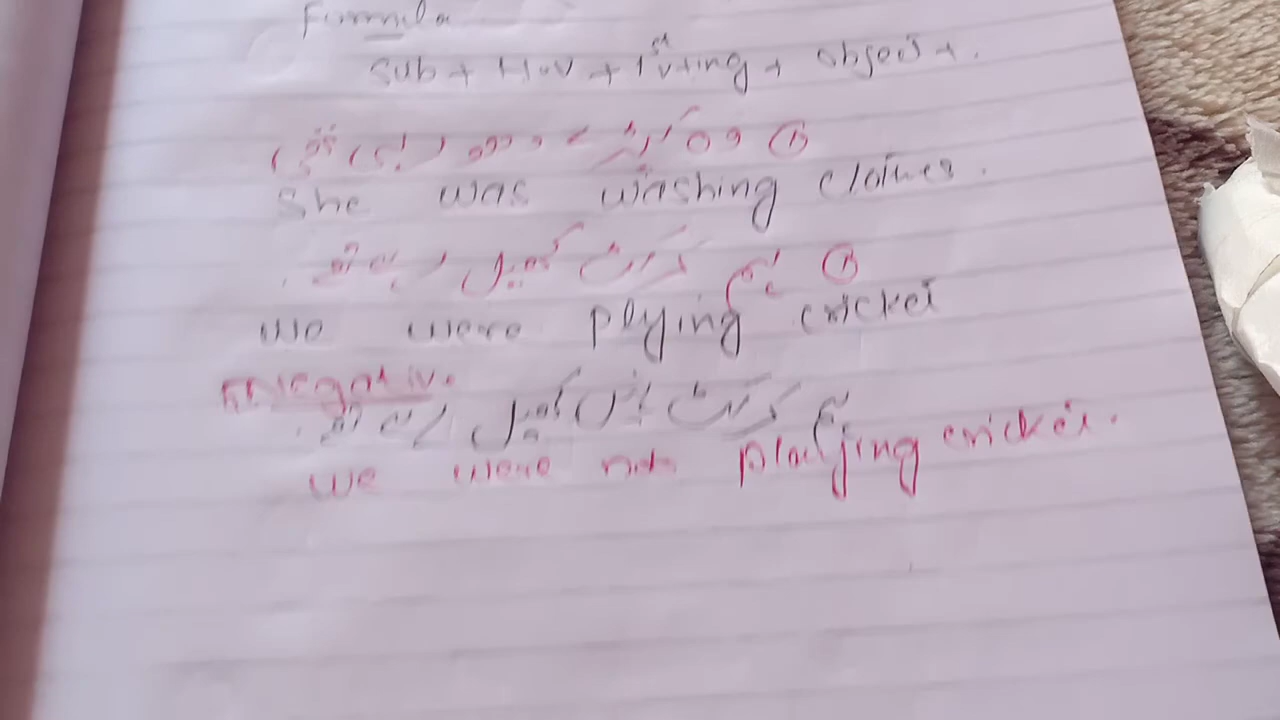 Formula
Sub + H.v + 1st v+ing + object + .
وہ کپڑے دھو رہی تھی ①
She was washing clothes.
ہم کرکٹ کھیل رہے تھے ①
we were plying cricket
Negative
ہم کرکٹ نہیں کھیل رہے تھے
we were not playing cricket.